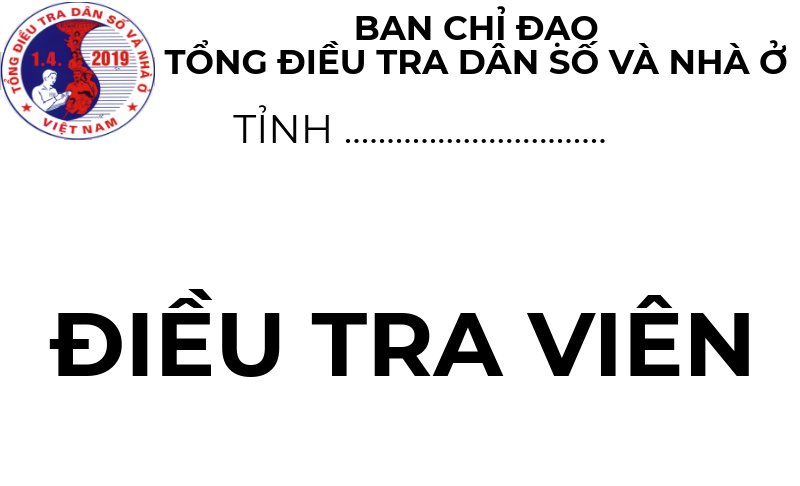 TỔNG ĐIỀU TRA DÂN SỐ VÀ NHÀ Ở
1.4. 2019
VIỆT NAM
BAN CHỈ ĐẠO
TỔNG ĐIỀU TRA DÂN SỐ VÀ NHÀ Ở
TỈNH ................................
ĐIỀU TRA VIÊN